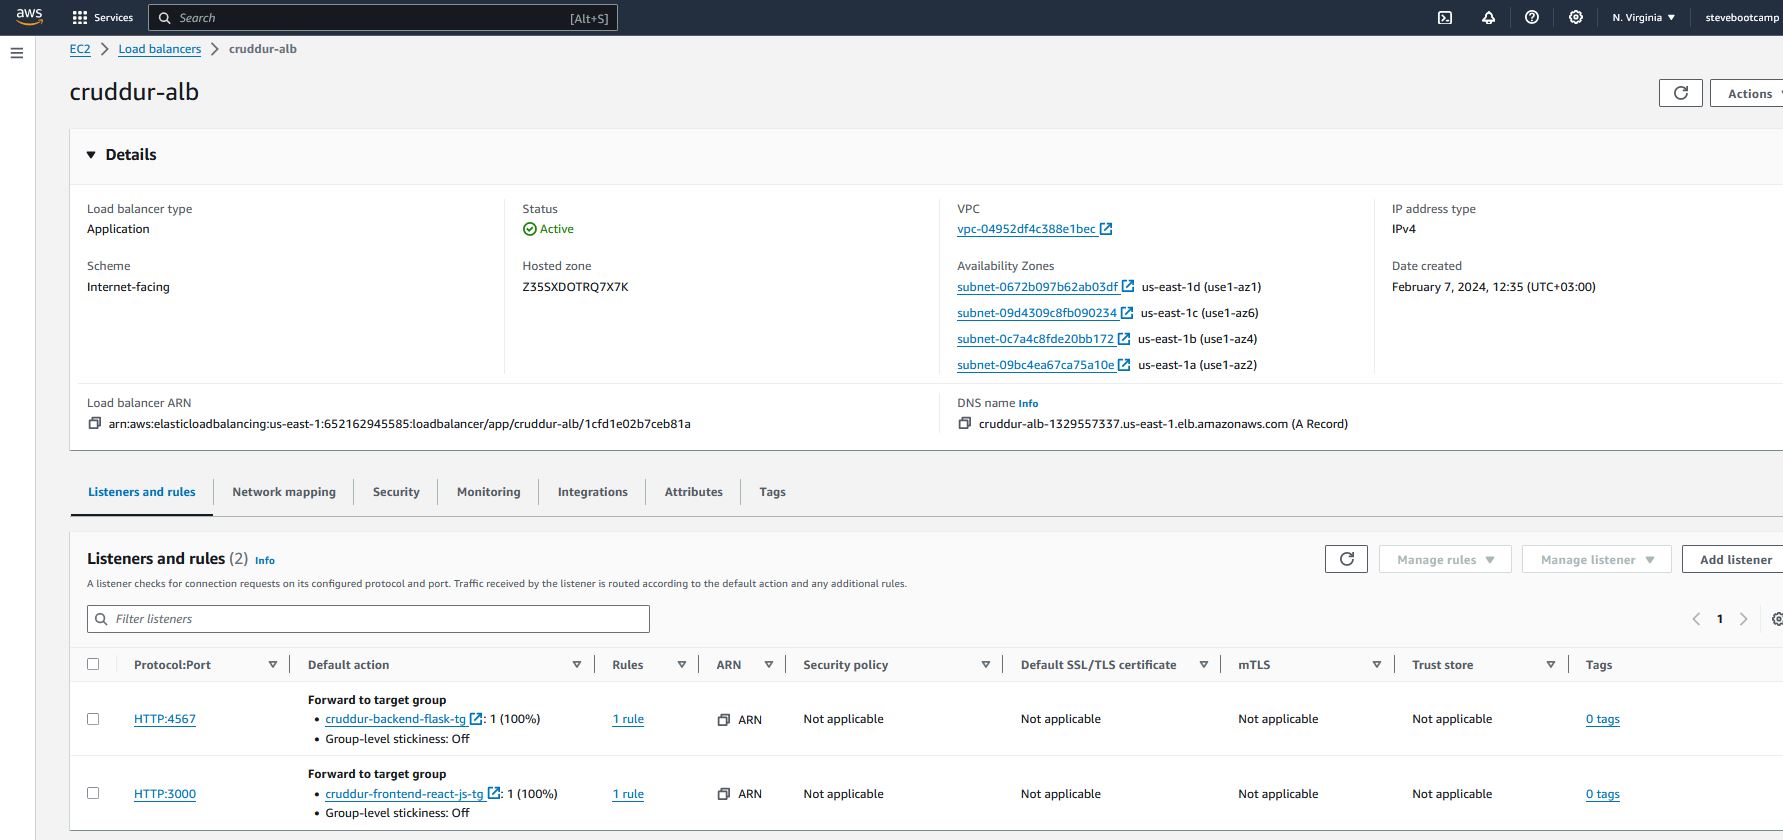 aws
Services
Search
[Alt+S]
N. Virginia
stevebootcamp
EC2 > Load balancers > cruddur-alb
cruddur-alb
Actions
Details
Load balancer type
Application
Status
Active
VPC
vpc-04952df4c388e1bec
IP address type
IPv4
Scheme
Internet-facing
Hosted zone
Z35SXDOTRQ7X7K
Availability Zones
subnet-0672b097b62ab03df us-east-1d (use1-az1)
subnet-09d4309c8fb090234 us-east-1c (use1-az6)
subnet-0c7a4c8fde20bb172 us-east-1b (use1-az4)
subnet-09bc4ea67ca75a10e us-east-1a (use1-az2)
Date created
February 7, 2024, 12:35 (UTC+03:00)
Load balancer ARN
arn:aws:elasticloadbalancing:us-east-1:652162945585:loadbalancer/app/cruddur-alb/1cfd1e02b7ceb81a
DNS name Info
cruddur-alb-1329557337.us-east-1.elb.amazonaws.com (A Record)
Listeners and rules
Network mapping
Security
Monitoring
Integrations
Attributes
Tags
Listeners and rules (2) Info
Manage rules
Manage listener
Add listener
A listener checks for connection requests on its configured protocol and port. Traffic received by the listener is routed according to the default action and any additional rules.
Filter listeners
1
Protocol:Port Default action Rules ARN Security policy Default SSL/TLS certificate mTLS Trust store Tags
Forward to target group
HTTP:4567 • cruddur-backend-flask-tg : 1 (100%) 1 rule ARN Not applicable Not applicable Not applicable Not applicable 0 tags
• Group-level stickiness: Off
Forward to target group
HTTP:3000 • cruddur-frontend-react-js-tg : 1 (100%) 1 rule ARN Not applicable Not applicable Not applicable Not applicable 0 tags
• Group-level stickiness: Off